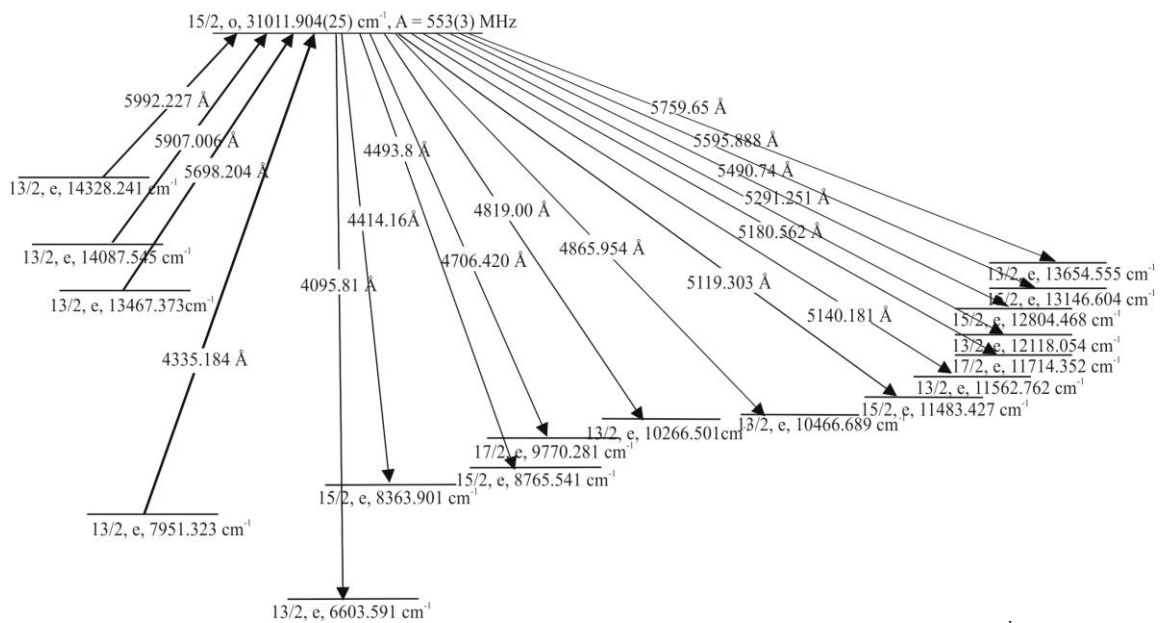 15/2, o, 31011.904(25) cm⁻¹, A = 553(3) MHz
5992.227 Å
5907.006 Å
5698.204 Å
4335.184 Å
4095.81 Å
4414.16Å
4493.8 Å
4706.420 Å
4819.00 Å
4865.954 Å
5119.303 Å
5140.181 Å
5180.562 Å
5291.251 Å
5490.74 Å
5595.888 Å
5759.65 Å
13/2, e, 14328.241 cm⁻¹
13/2, e, 14087.545 cm⁻¹
13/2, e, 13467.373cm⁻¹
13/2, e, 7951.323 cm⁻¹
13/2, e, 6603.591 cm⁻¹
15/2, e, 8363.901 cm⁻¹
15/2, e, 8765.541 cm⁻¹
17/2, e, 9770.281 cm⁻¹
13/2, e, 10266.501cm⁻¹
13/2, e, 10466.689 cm⁻¹
15/2, e, 11483.427 cm⁻¹
13/2, e, 11562.762 cm⁻¹
17/2, e, 11714.352 cm⁻¹
13/2, e, 12118.054 cm⁻¹
15/2, e, 12804.468 cm⁻¹
15/2, e, 13146.604 cm⁻¹
13/2, e, 13654.555 cm⁻¹